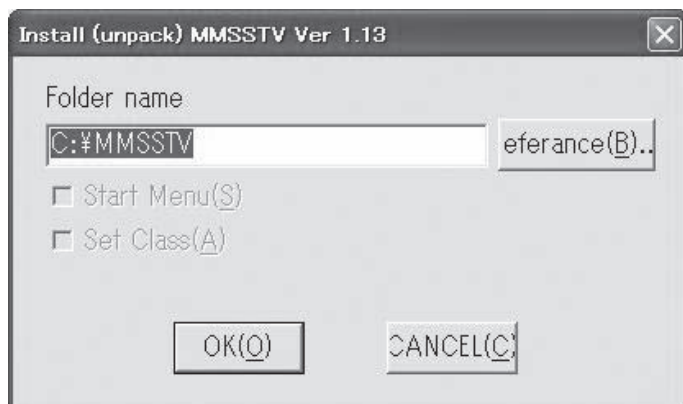 Install (unpack) MMSSTV Ver 1.13
Folder name
C:¥MMSSTV
eferance(B)..
Start Menu(S)
Set Class(A)
OK(O)
CANCEL(C)